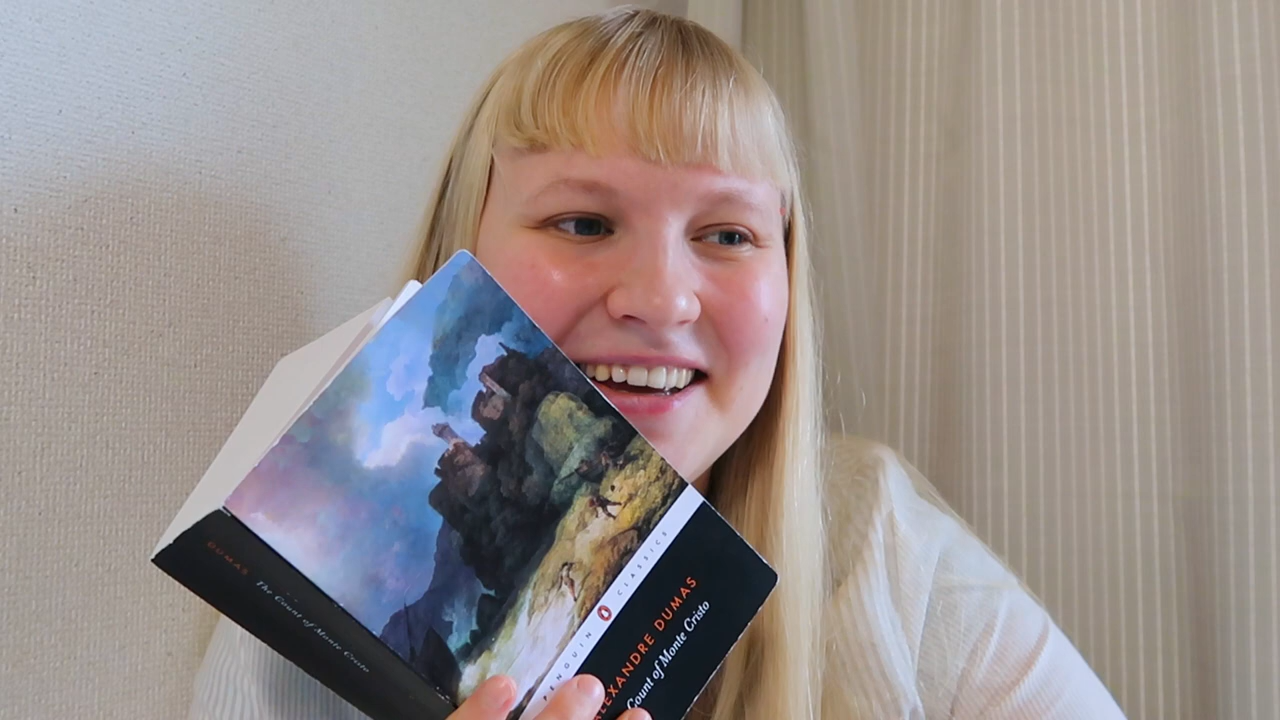 DUMAS The Count of Monte Cristo
PENGUIN CLASSICS
ALEXANDRE DUMAS
Count of Monte Cristo